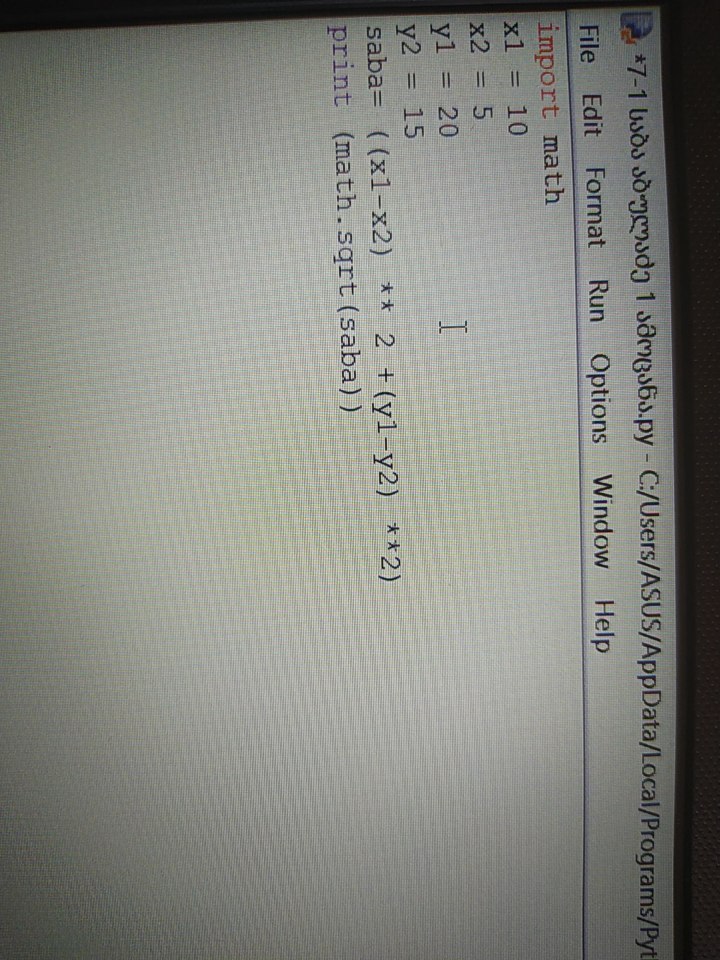 *7-1 საბა აბულაძე 1 ამოცანა.py - C:/Users/ASUS/AppData/Local/Programs/Pyt
File Edit Format Run Options Window Help
import math
x1 = 10
x2 = 5
y1 = 20
y2 = 15
saba= ((x1-x2) ** 2 +(y1-y2) **2)
print (math.sqrt(saba))